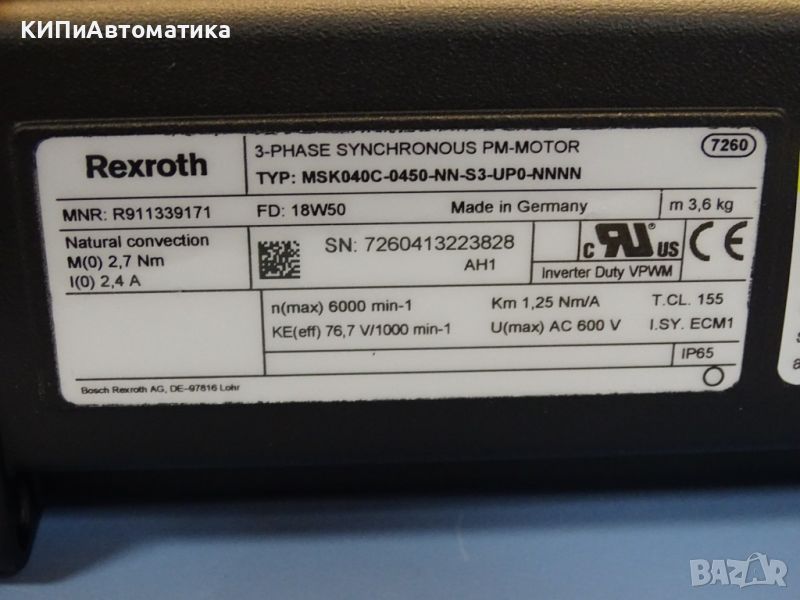 КИПиАвтоматика
Rexroth
3-PHASE SYNCHRONOUS PM-MOTOR
7260
TYP: MSK040C-0450-NN-S3-UP0-NNNN
MNR: R911339171
FD: 18W50
Made in Germany
m 3,6 kg
Natural convection
M(0) 2,7 Nm
I(0) 2,4 A
SN: 7260413223828
AH1
c RU US
CE
Inverter Duty VPWM
n(max) 6000 min-1
Km 1,25 Nm/A
T.CL. 155
KE(eff) 76,7 V/1000 min-1
U(max) AC 600 V
I.SY. ECM1
IP65
Bosch Rexroth AG, DE-97816 Lohr
BAZAR